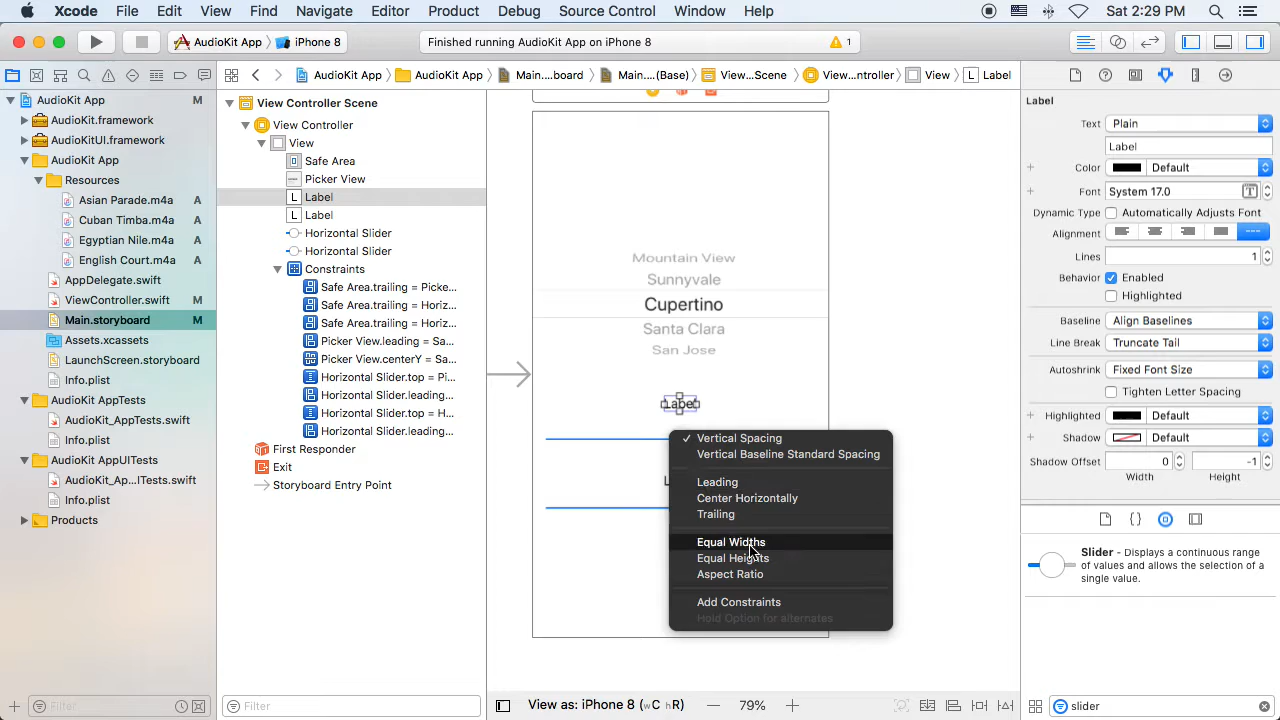 Xcode File Edit View Find Navigate Editor Product Debug Source Control Window Help Sat 2:29 PM
AudioKit App iPhone 8 Finished running AudioKit App on iPhone 8 1
AudioKit App Main....board Main....(Base) View...Scene View...ntroller View L Label
AudioKit App M
AudioKit.framework
AudioKitUI.framework
AudioKit App
Resources
Asian Parade.m4a A
Cuban Timba.m4a A
Egyptian Nile.m4a A
English Court.m4a A
AppDelegate.swift
ViewController.swift M
Main.storyboard M
Assets.xcassets
LaunchScreen.storyboard
Info.plist
AudioKit AppTests
AudioKit_AppTests.swift
Info.plist
AudioKit AppUITests
AudioKit_Ap...lTests.swift
Info.plist
Products
Filter
View Controller Scene
View Controller
View
Safe Area
Picker View
L Label
L Label
Horizontal Slider
Horizontal Slider
Constraints
Safe Area.trailing = Picke...
Safe Area.trailing = Horiz...
Safe Area.trailing = Horiz...
Picker View.leading = Sa...
Picker View.centerY = Sa...
Horizontal Slider.top = Pi...
Horizontal Slider.leading...
Horizontal Slider.top = H...
Horizontal Slider.leading...
First Responder
Exit
Storyboard Entry Point
Filter
Mountain View
Sunnyvale
Cupertino
Santa Clara
San Jose
Label
✓ Vertical Spacing
Vertical Baseline Standard Spacing
Leading
Center Horizontally
Trailing
Equal Widths
Equal Heights
Aspect Ratio
Add Constraints
Hold Option for alternates
View as: iPhone 8 (wC hR) — 79% +
Label
Text Plain
Label
Color Default
Font System 17.0 T
Dynamic Type Automatically Adjusts Font
Alignment ---
Lines 1
Behavior Enabled
Highlighted
Baseline Align Baselines
Line Break Truncate Tail
Autoshrink Fixed Font Size
Tighten Letter Spacing
Highlighted Default
Shadow Default
Shadow Offset 0 -1
Width Height
Slider - Displays a continuous range
of values and allows the selection of a
single value.
slider